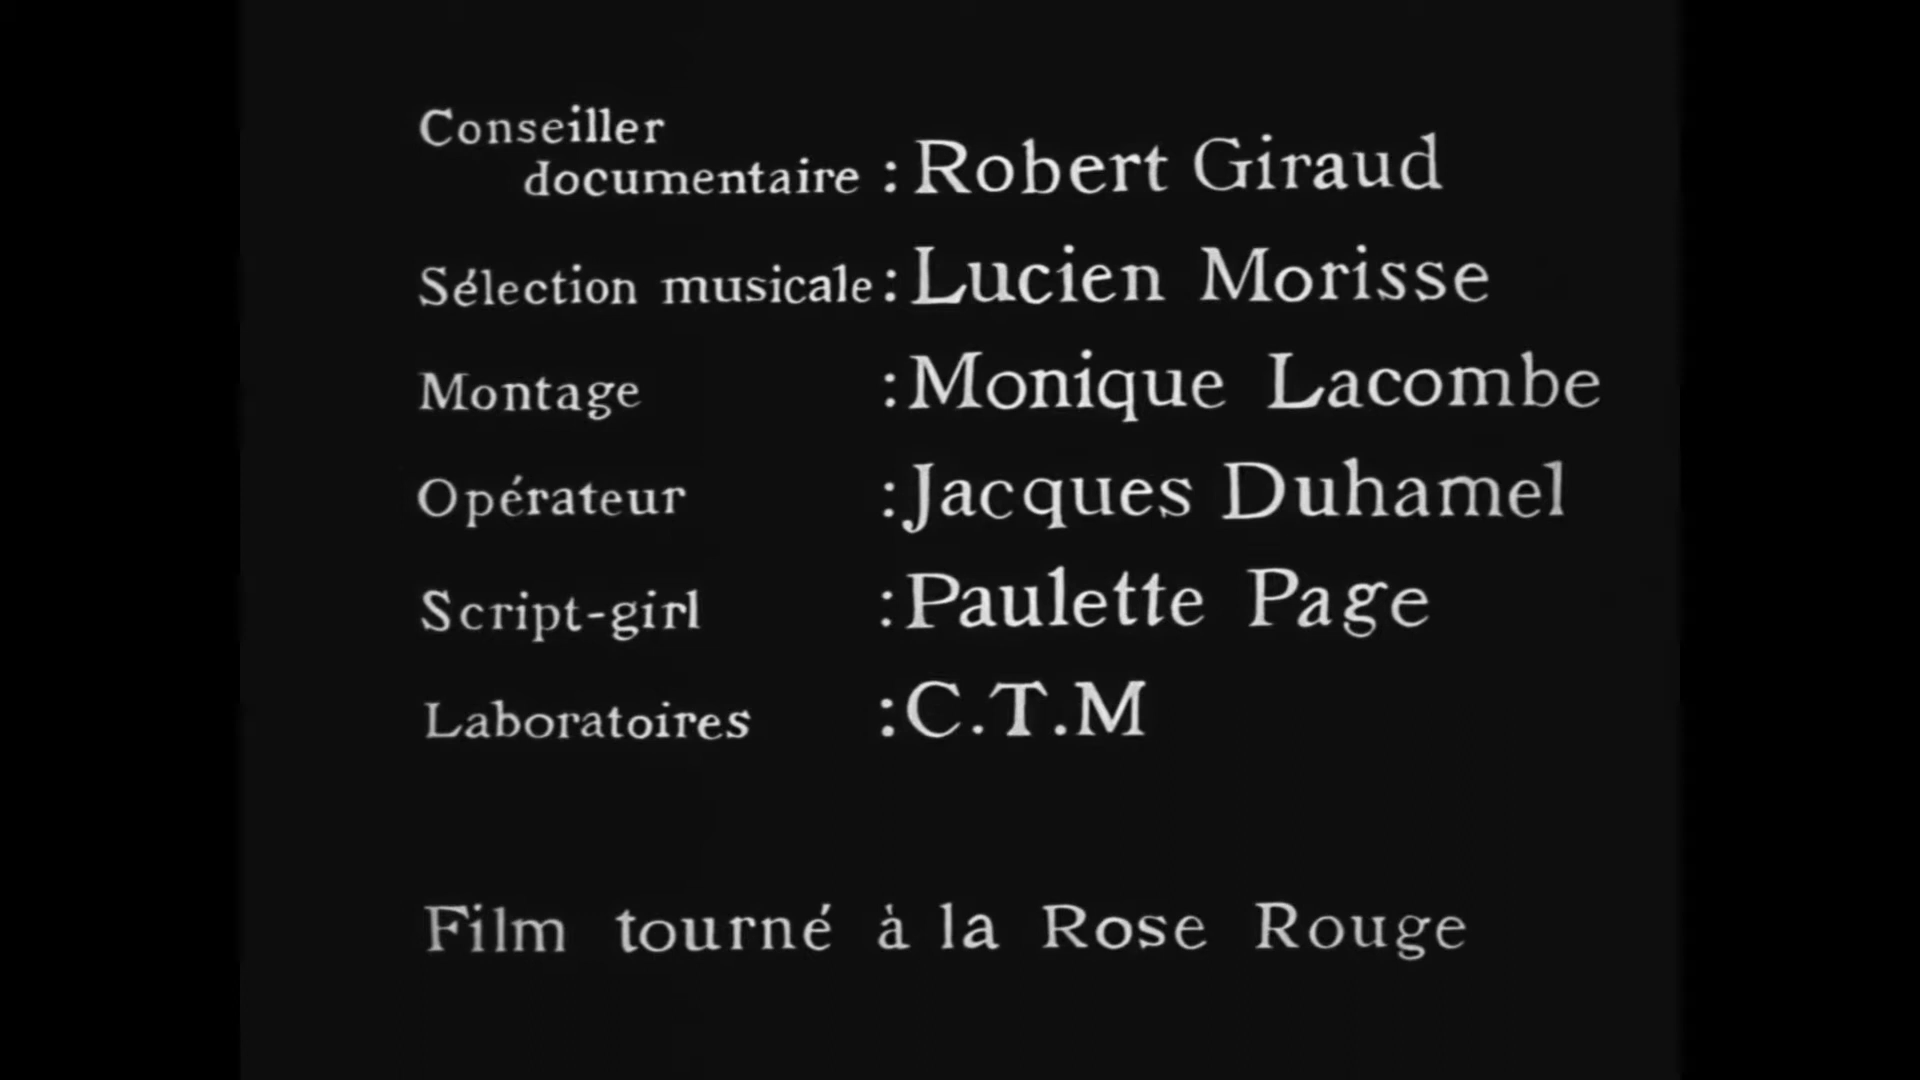 Conseiller
documentaire : Robert Giraud
Sélection musicale : Lucien Morisse
Montage : Monique Lacombe
Opérateur : Jacques Duhamel
Script-girl : Paulette Page
Laboratoires : C.T.M
Film tourné à la Rose Rouge